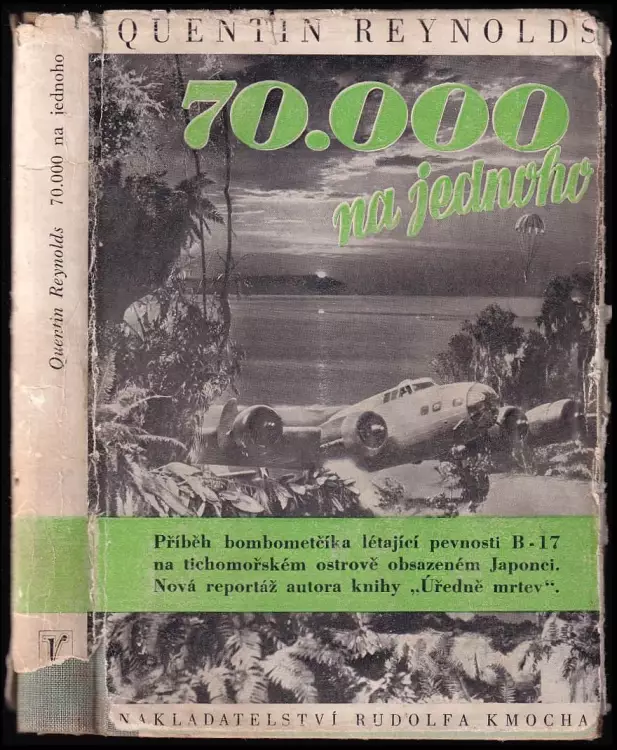 QUENTIN REYNOLDS
70.000
na jednoho
Příběh bombometčíka létající pevnosti B-17
na tichomořském ostrově obsazeném Japonci.
Nová reportáž autora knihy „Úředně mrtev“.
NAKLADATELSTVÍ RUDOLFA KMOCHA
Quentin Reynolds 70.000 na jednoho